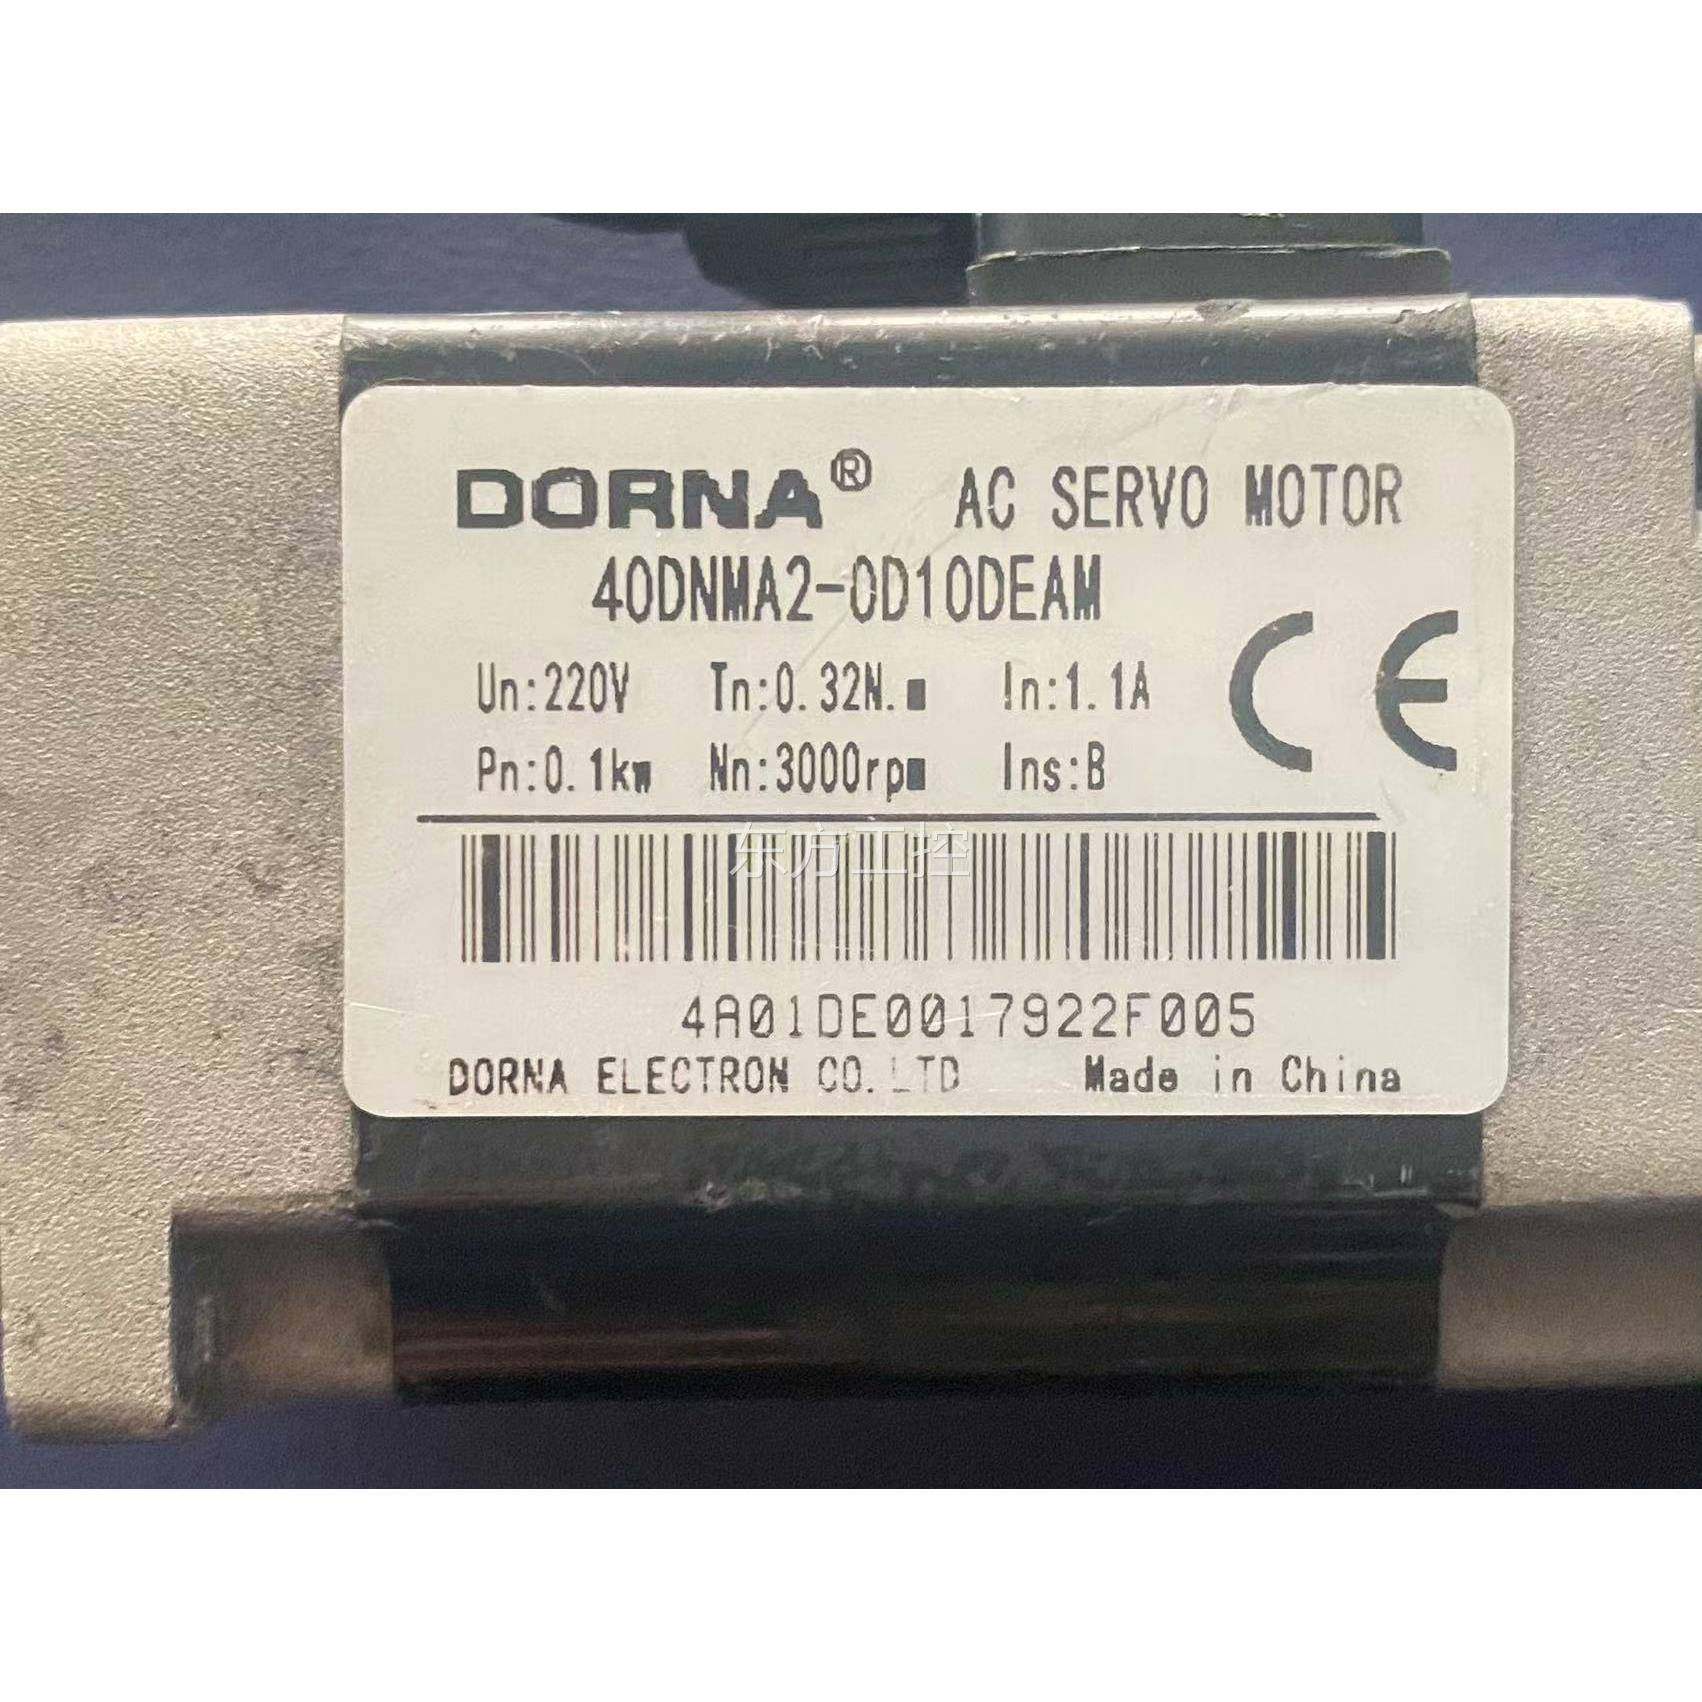 DORNA® AC SERVO MOTOR
40DNMA2-0D10DEAM
Un:220V Tn:0.32N.m In:1.1A
Pn:0.1kw Nn:3000rpm Ins:B
CE
东方工控
4A01DE0017922F005
DORNA ELECTRON CO.LTD Made in China